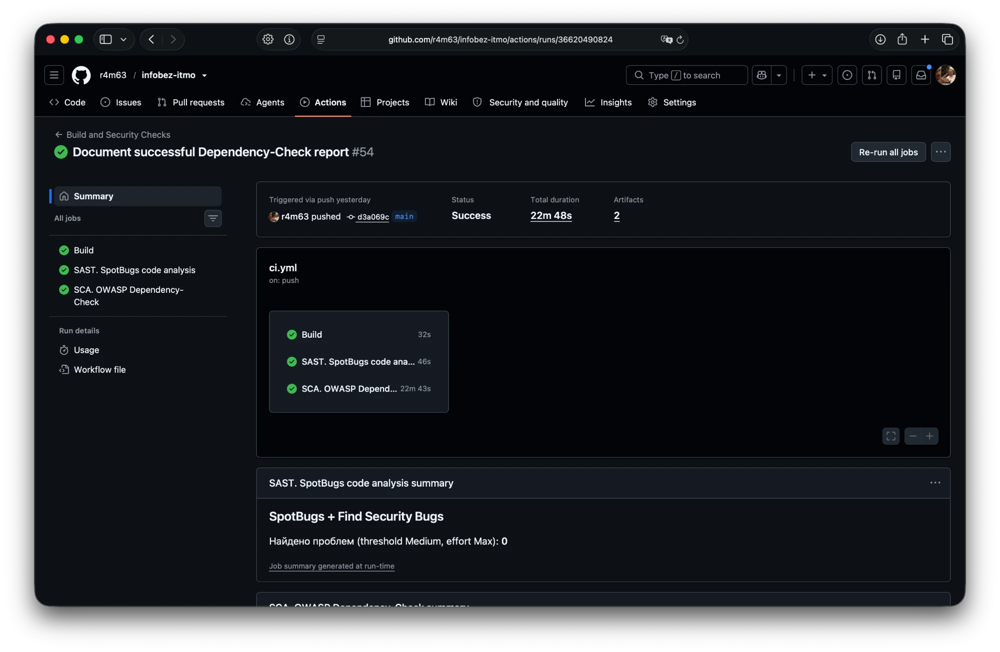 github.com/r4m63/infobez-itmo/actions/runs/36620490824
r4m63 / infobez-itmo
Type / to search
Code
Issues
Pull requests
Agents
Actions
Projects
Wiki
Security and quality
Insights
Settings
Build and Security Checks
Document successful Dependency-Check report #54
Re-run all jobs
Summary
All jobs
Build
SAST. SpotBugs code analysis
SCA. OWASP Dependency-
Check
Run details
Usage
Workflow file
Triggered via push yesterday
r4m63 pushed d3a069c main
Status
Success
Total duration
22m 48s
Artifacts
2
ci.yml
on: push
Build 32s
SAST. SpotBugs code ana... 46s
SCA. OWASP Depend... 22m 43s
SAST. SpotBugs code analysis summary
SpotBugs + Find Security Bugs
Найдено проблем (threshold Medium, effort Max): 0
Job summary generated at run-time
SCA. OWASP Dependency-Check summary